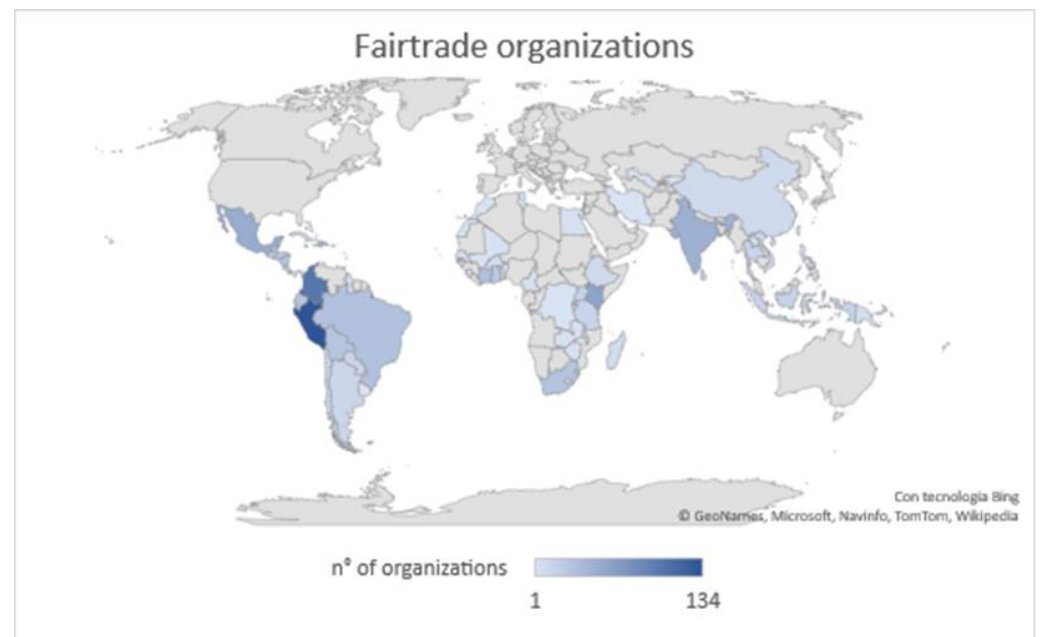 Fairtrade organizations
Con tecnologia Bing
© GeoNames, Microsoft, Navinfo, TomTom, Wikipedia
n° of organizations
1 134